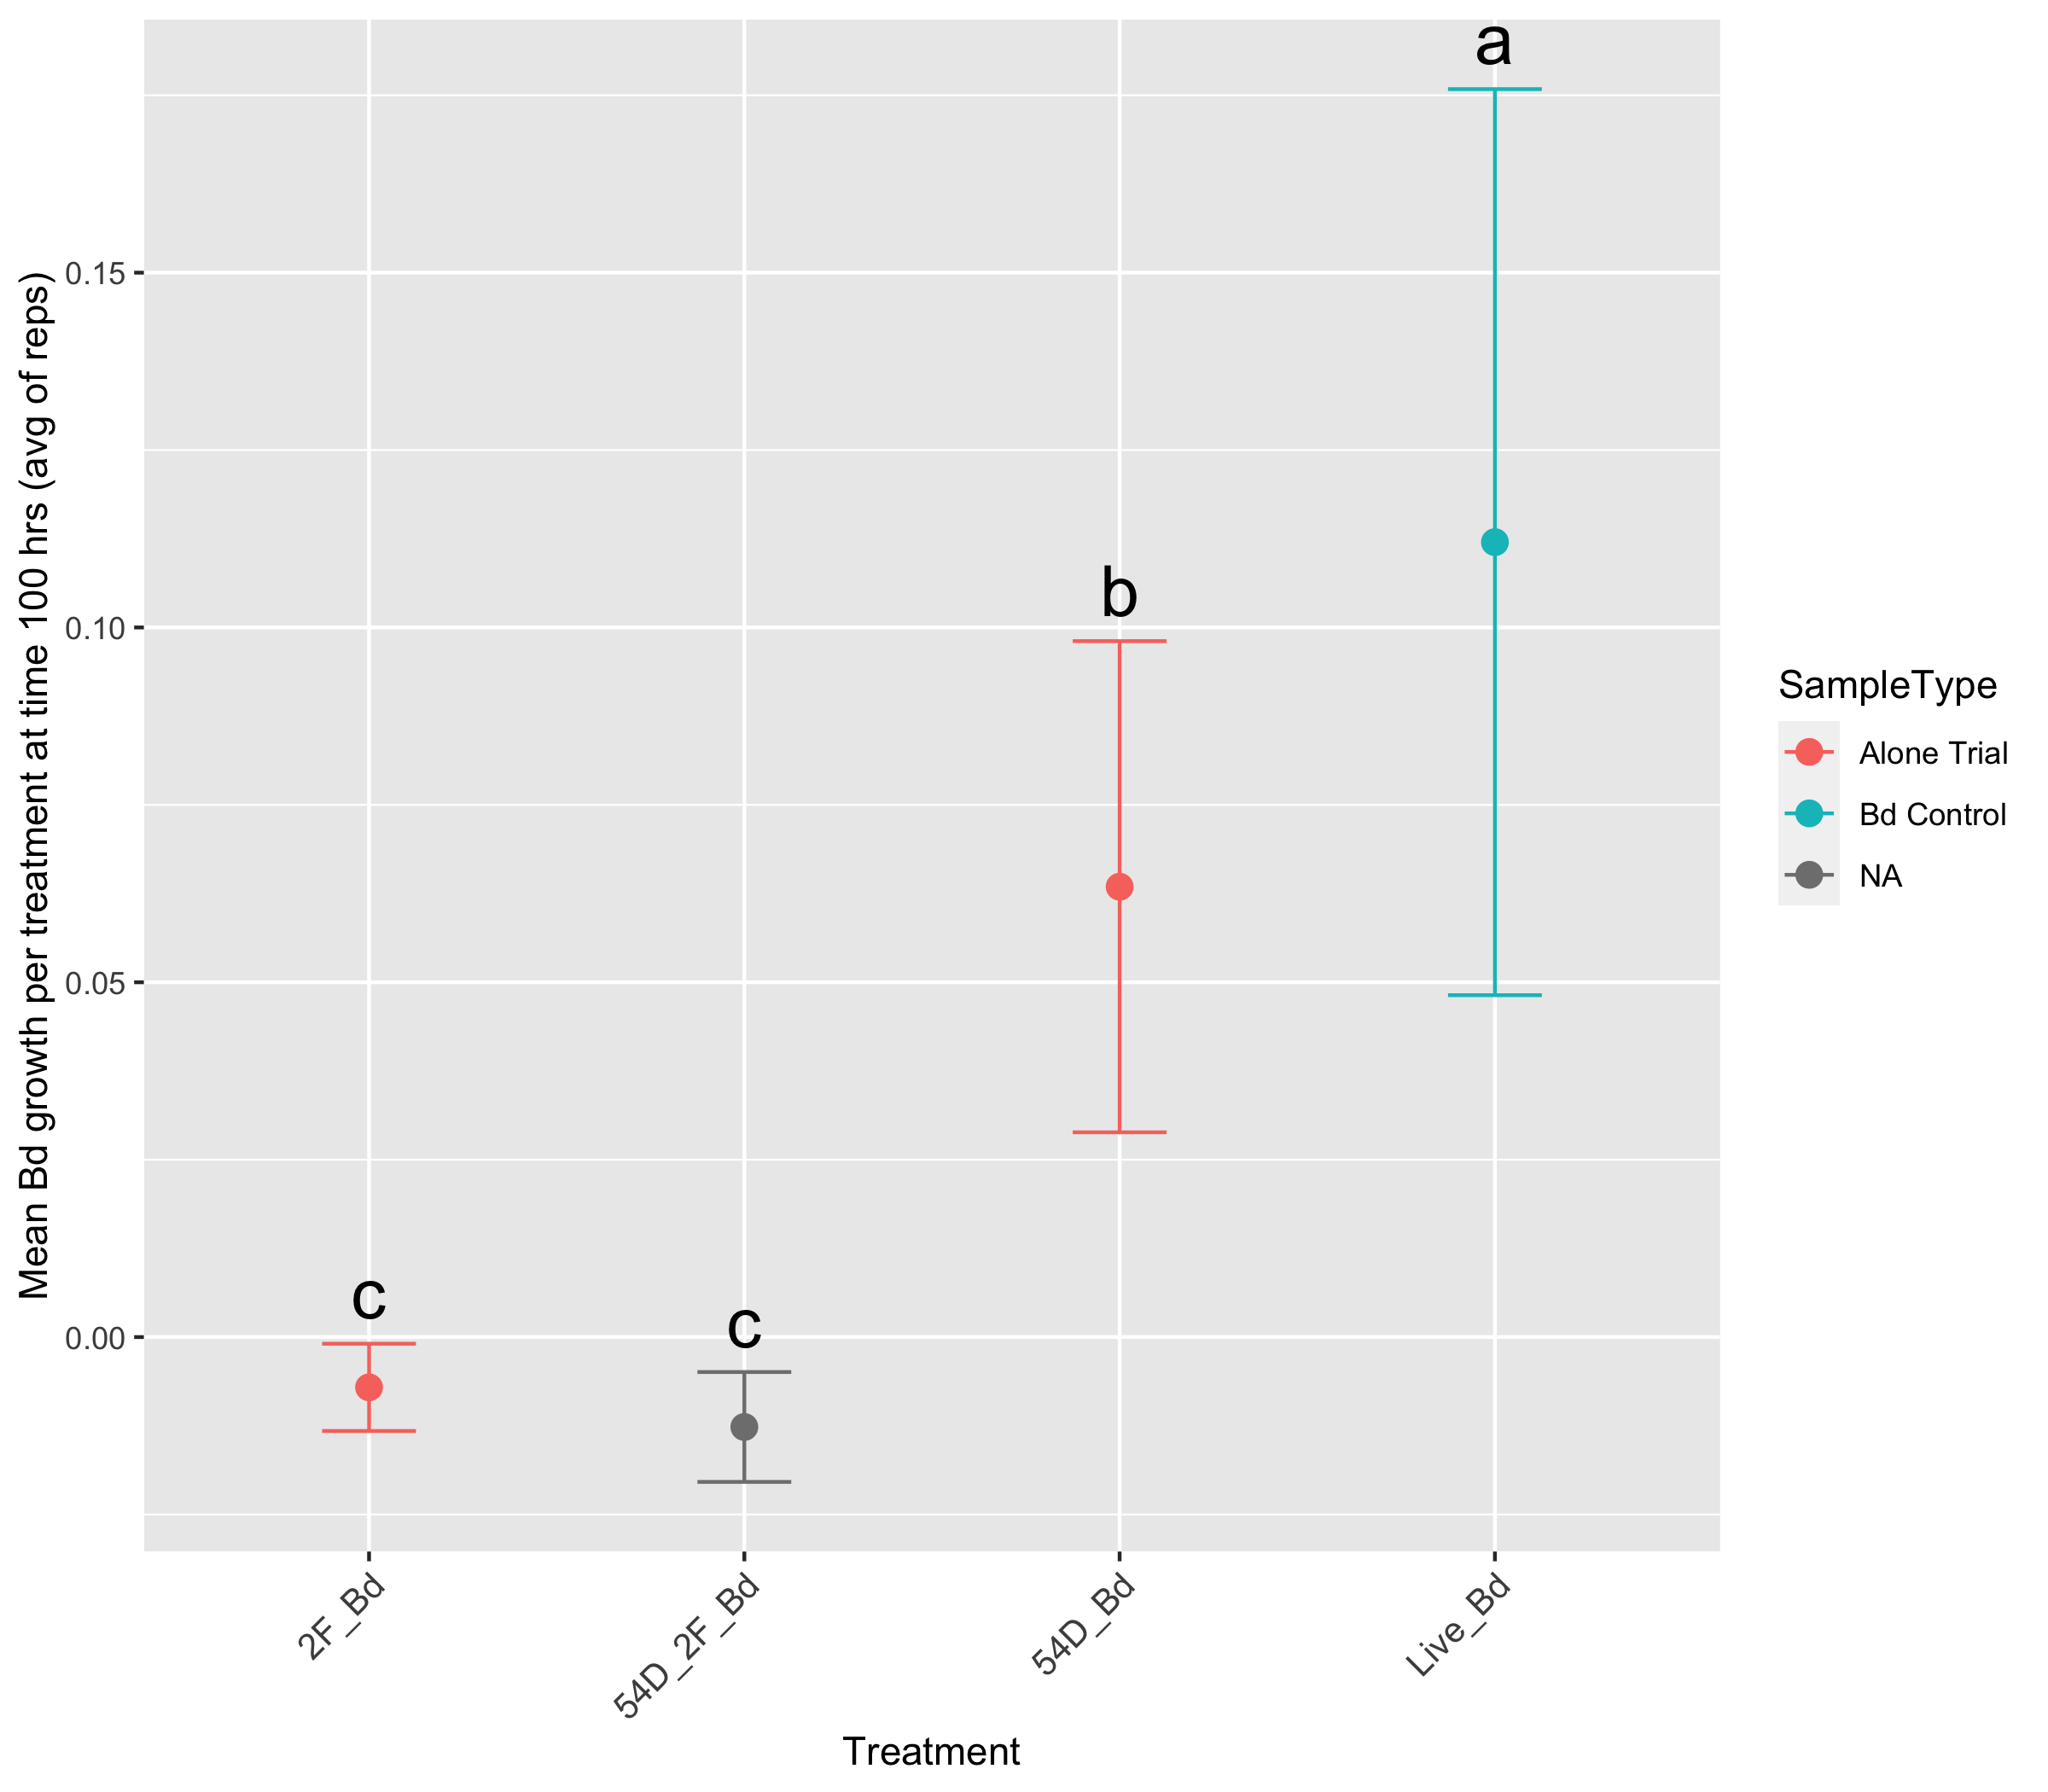 Mean Bd growth per treatment at time 100 hrs (avg of reps)
0.15
0.10
0.05
0.00
a
b
c
c
2F_Bd
54D_2F_Bd
54D_Bd
Live_Bd
Treatment
SampleType
Alone Trial
Bd Control
NA